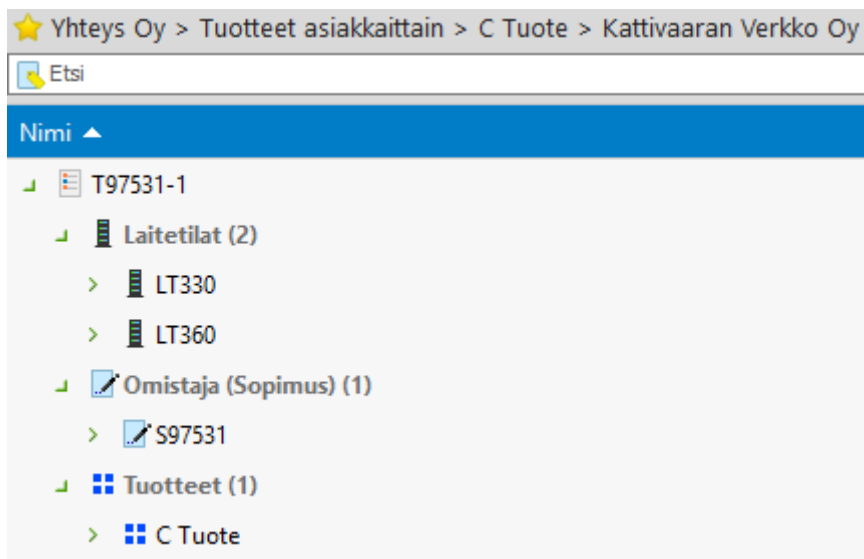 Yhteys Oy > Tuotteet asiakkaittain > C Tuote > Kattivaaran Verkko Oy
Etsi
Nimi
T97531-1
Laitetilat (2)
LT330
LT360
Omistaja (Sopimus) (1)
S97531
Tuotteet (1)
C Tuote